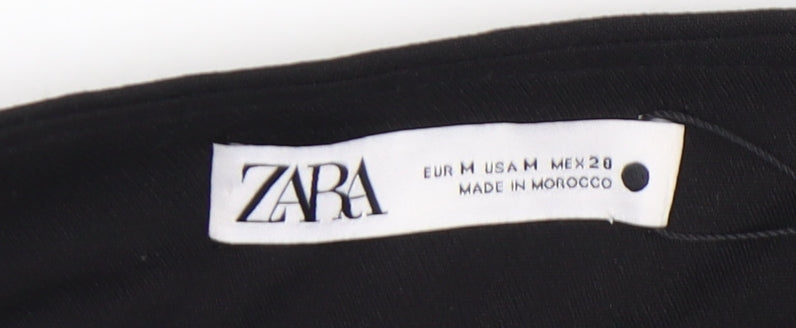 ZARA
EUR M USA M MEX 28
MADE IN MOROCCO